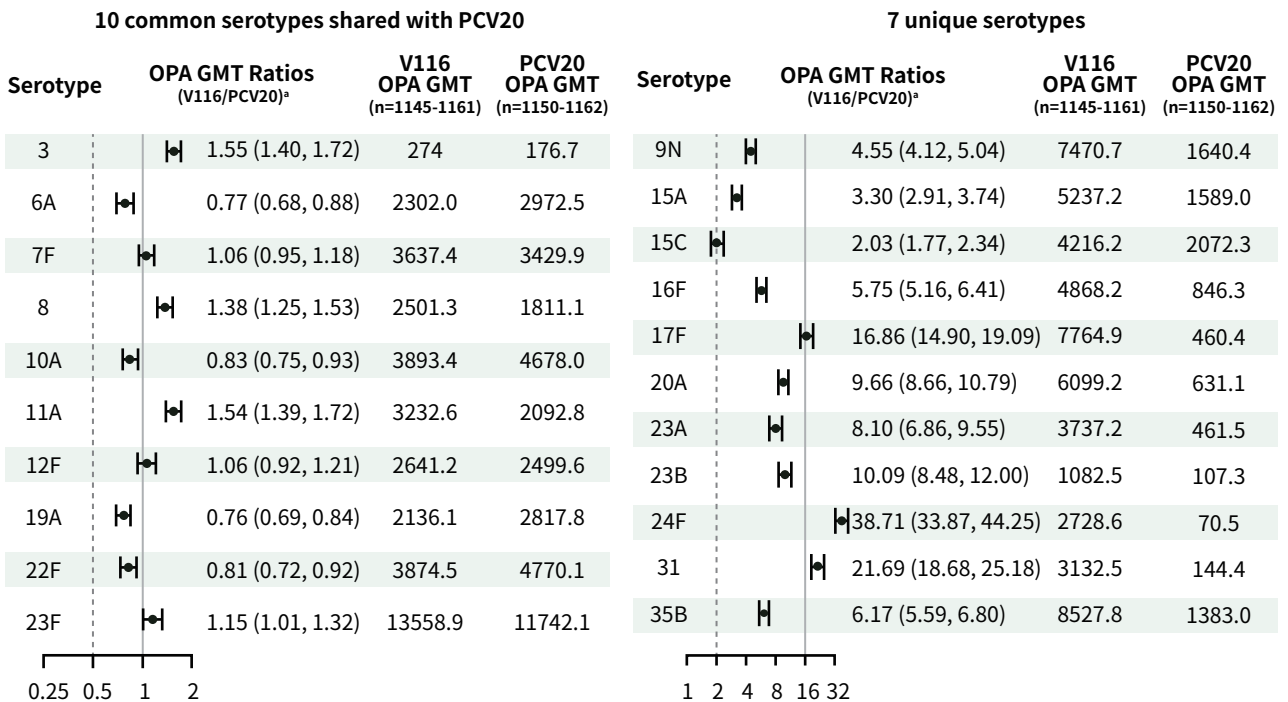 10 common serotypes shared with PCV20
Serotype OPA GMT Ratios (V116/PCV20)ᵃ V116 OPA GMT (n=1145-1161) PCV20 OPA GMT (n=1150-1162)
3 1.55 (1.40, 1.72) 274 176.7
6A 0.77 (0.68, 0.88) 2302.0 2972.5
7F 1.06 (0.95, 1.18) 3637.4 3429.9
8 1.38 (1.25, 1.53) 2501.3 1811.1
10A 0.83 (0.75, 0.93) 3893.4 4678.0
11A 1.54 (1.39, 1.72) 3232.6 2092.8
12F 1.06 (0.92, 1.21) 2641.2 2499.6
19A 0.76 (0.69, 0.84) 2136.1 2817.8
22F 0.81 (0.72, 0.92) 3874.5 4770.1
23F 1.15 (1.01, 1.32) 13558.9 11742.1
0.25 0.5 1 2
7 unique serotypes
Serotype OPA GMT Ratios (V116/PCV20)ᵃ V116 OPA GMT (n=1145-1161) PCV20 OPA GMT (n=1150-1162)
9N 4.55 (4.12, 5.04) 7470.7 1640.4
15A 3.30 (2.91, 3.74) 5237.2 1589.0
15C 2.03 (1.77, 2.34) 4216.2 2072.3
16F 5.75 (5.16, 6.41) 4868.2 846.3
17F 16.86 (14.90, 19.09) 7764.9 460.4
20A 9.66 (8.66, 10.79) 6099.2 631.1
23A 8.10 (6.86, 9.55) 3737.2 461.5
23B 10.09 (8.48, 12.00) 1082.5 107.3
24F 38.71 (33.87, 44.25) 2728.6 70.5
31 21.69 (18.68, 25.18) 3132.5 144.4
35B 6.17 (5.59, 6.80) 8527.8 1383.0
1 2 4 8 16 32